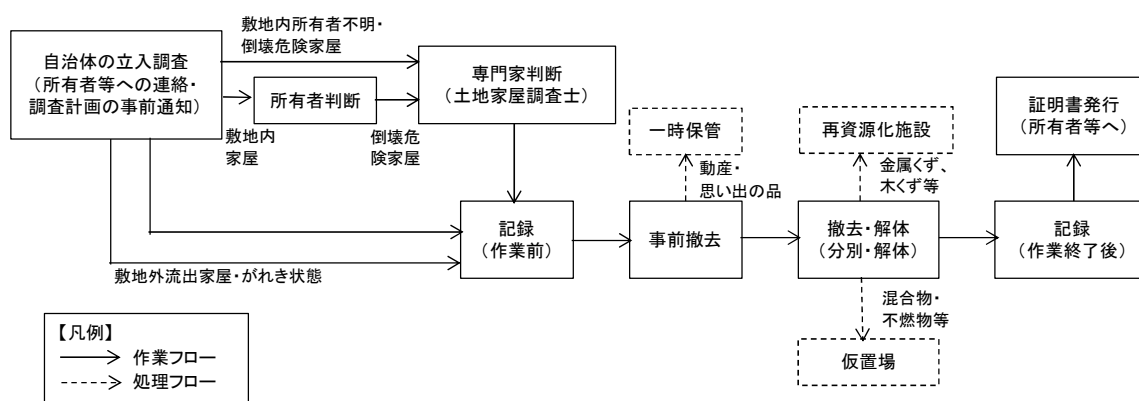 敷地内所有者不明・
倒壊危険家屋
自治体の立入調査
（所有者等への連絡・
調査計画の事前通知）
所有者判断
敷地内
家屋
倒壊危
険家屋
専門家判断
（土地家屋調査士）
一時保管
動産・
思い出の品
再資源化施設
金属くず、
木くず等
証明書発行
（所有者等へ）
記録
（作業前）
事前撤去
撤去・解体
（分別・解体）
記録
（作業終了後）
敷地外流出家屋・がれき状態
混合物・
不燃物等
仮置場
【凡例】
作業フロー
処理フロー